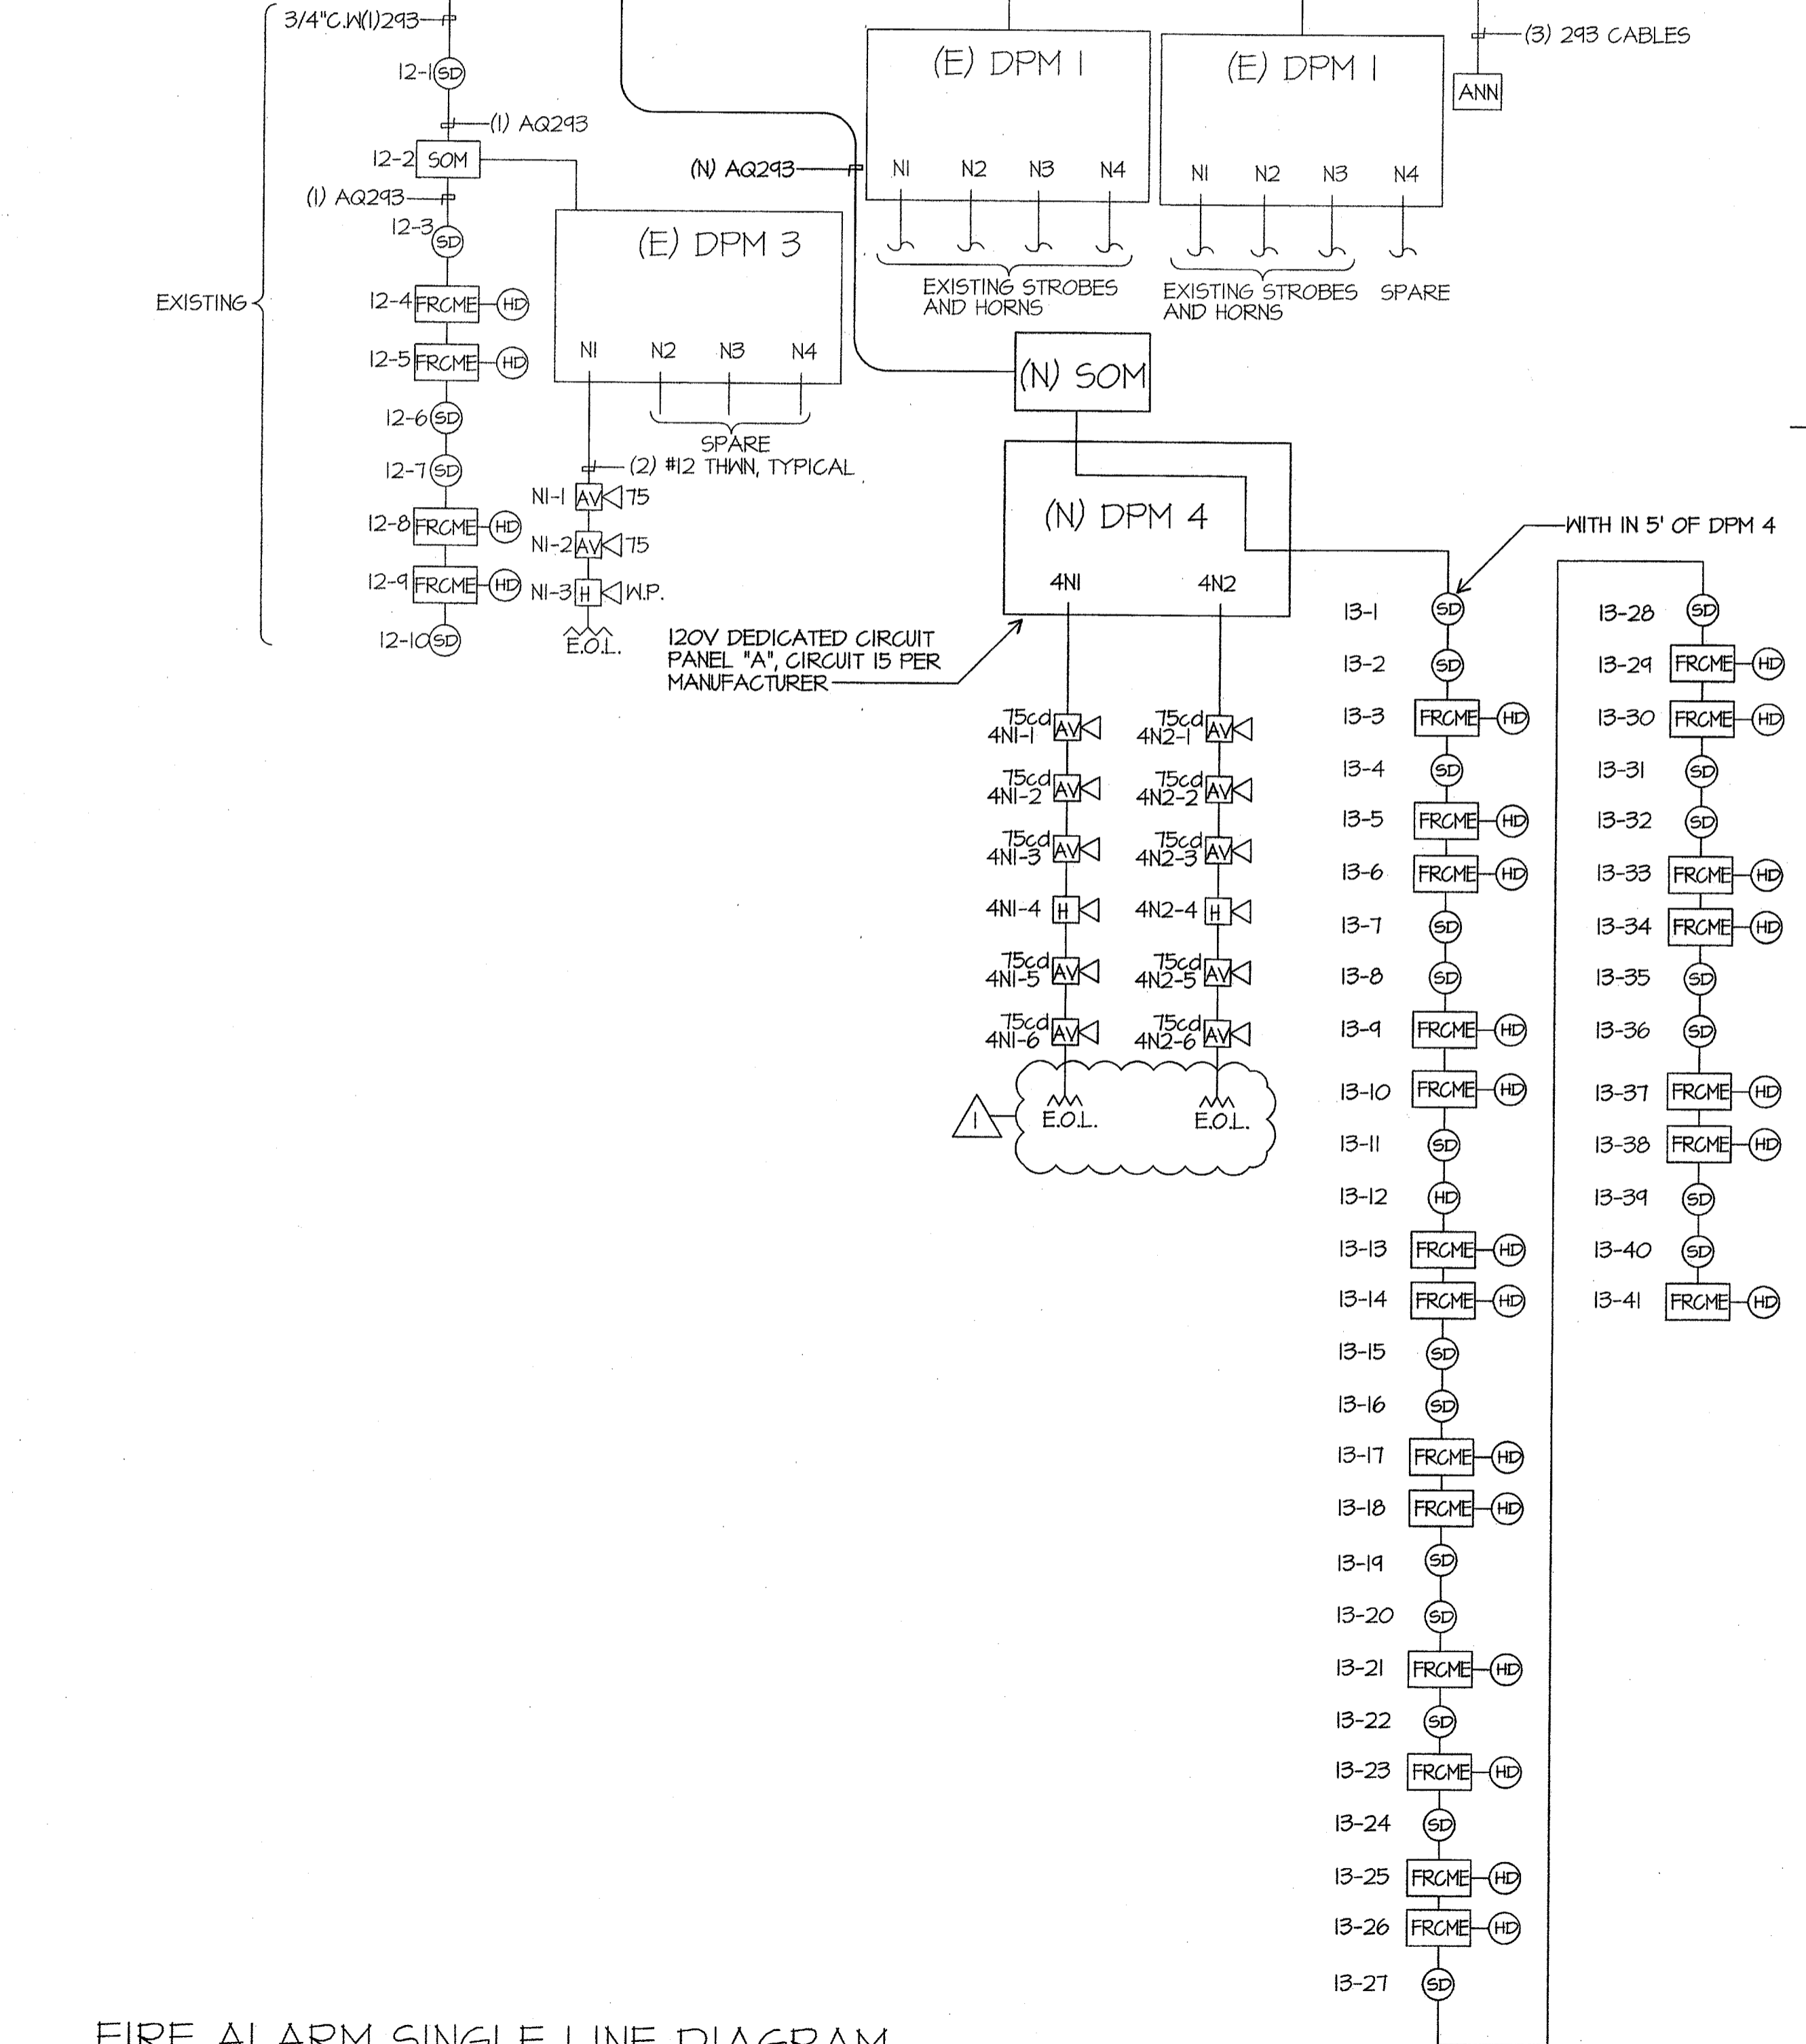 3/4"C.W(1)293
12-1 SD
(1) AQ293
12-2 SOM
(1) AQ293
12-3 SD
EXISTING
12-4 FRCME HD
12-5 FRCME HD
12-6 SD
12-7 SD
12-8 FRCME HD
12-9 FRCME HD
12-10 SD
(E) DPM 3
N1 N2 N3 N4
SPARE
(2) #12 THWN, TYPICAL
N1-1 AV 75
N1-2 AV 75
N1-3 H W.P.
E.O.L.
(N) AQ293
(E) DPM 1
N1 N2 N3 N4
EXISTING STROBES
AND HORNS
(E) DPM 1
N1 N2 N3 N4
EXISTING STROBES
AND HORNS
SPARE
(3) 293 CABLES
ANN
(N) SOM
(N) DPM 4
4N1 4N2
120V DEDICATED CIRCUIT
PANEL "A", CIRCUIT 15 PER
MANUFACTURER
WITH IN 5' OF DPM 4
75cd
4N1-1 AV
75cd
4N1-2 AV
75cd
4N1-3 AV
4N1-4 H
75cd
4N1-5 AV
75cd
4N1-6 AV
E.O.L.
75cd
4N2-1 AV
75cd
4N2-2 AV
75cd
4N2-3 AV
4N2-4 H
75cd
4N2-5 AV
75cd
4N2-6 AV
E.O.L.
1
13-1 SD
13-2 SD
13-3 FRCME HD
13-4 SD
13-5 FRCME HD
13-6 FRCME HD
13-7 SD
13-8 SD
13-9 FRCME HD
13-10 FRCME HD
13-11 SD
13-12 HD
13-13 FRCME HD
13-14 FRCME HD
13-15 SD
13-16 SD
13-17 FRCME HD
13-18 FRCME HD
13-19 SD
13-20 SD
13-21 FRCME HD
13-22 SD
13-23 FRCME HD
13-24 SD
13-25 FRCME HD
13-26 FRCME HD
13-27 SD
13-28 SD
13-29 FRCME HD
13-30 FRCME HD
13-31 SD
13-32 SD
13-33 FRCME HD
13-34 FRCME HD
13-35 SD
13-36 SD
13-37 FRCME HD
13-38 FRCME HD
13-39 SD
13-40 SD
13-41 FRCME HD
FIRE ALARM SINGLE LINE DIAGRAM